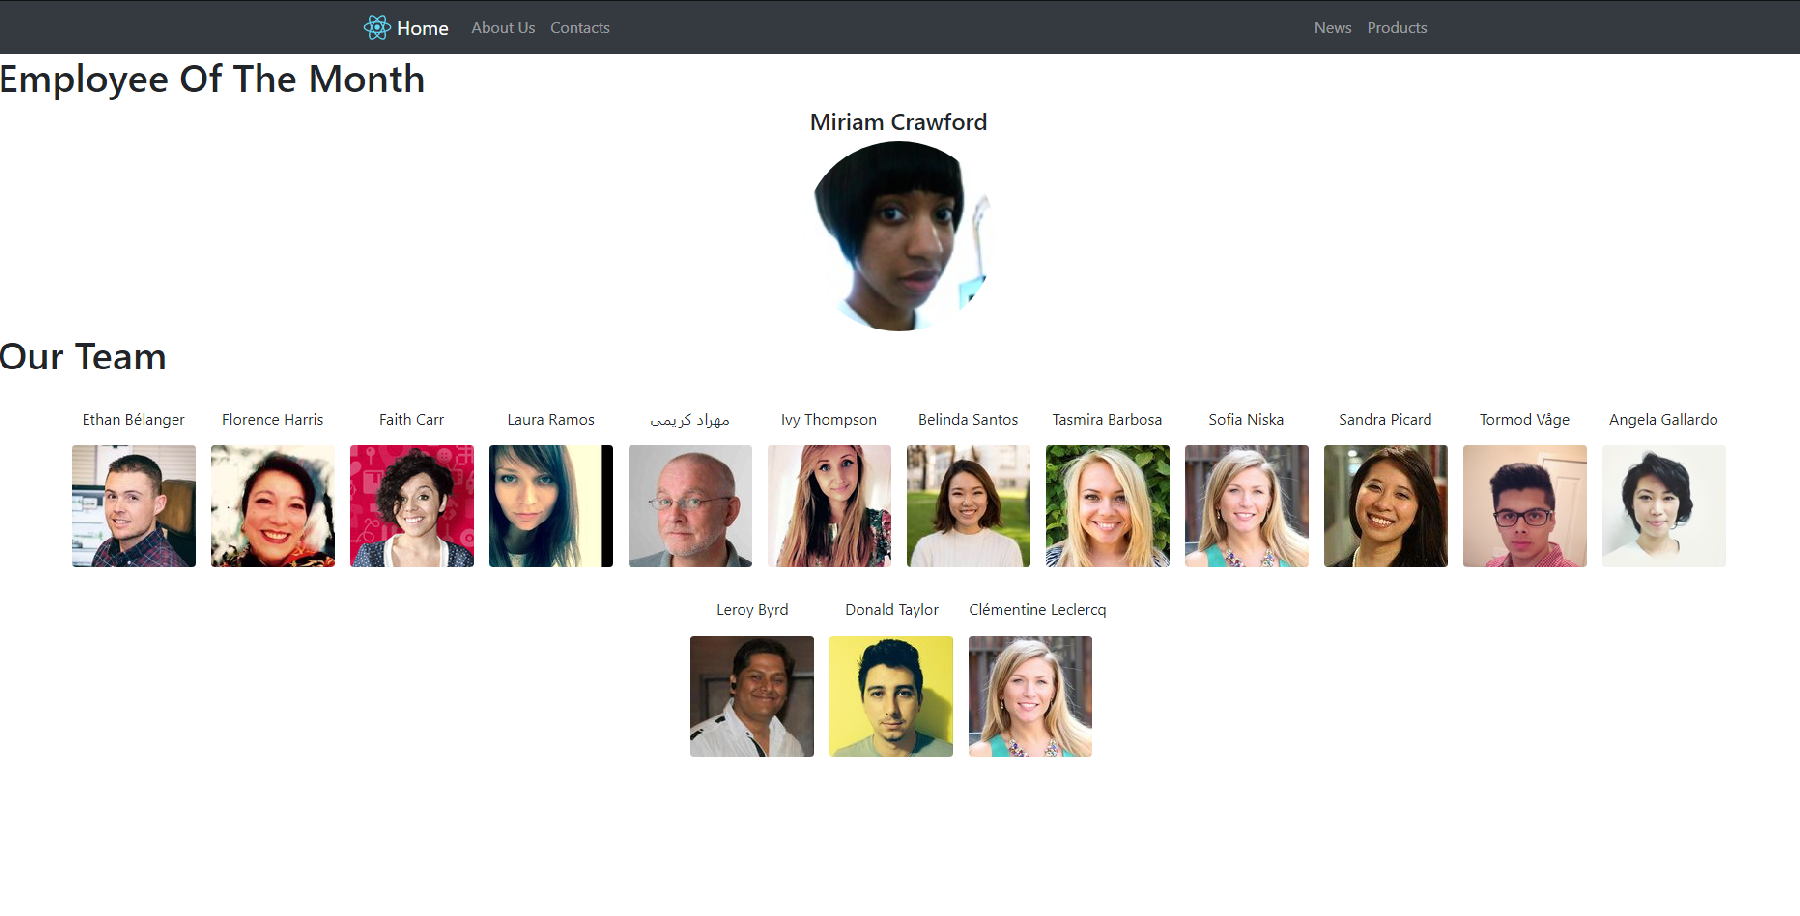 Home About Us Contacts News Products
Employee Of The Month
Miriam Crawford
Our Team
Ethan Bélanger Florence Harris Faith Carr Laura Ramos مهراد کریمی Ivy Thompson Belinda Santos Tasmira Barbosa Sofia Niska Sandra Picard Tormod Våge Angela Gallardo
Leroy Byrd Donald Taylor Clémentine Leclercq